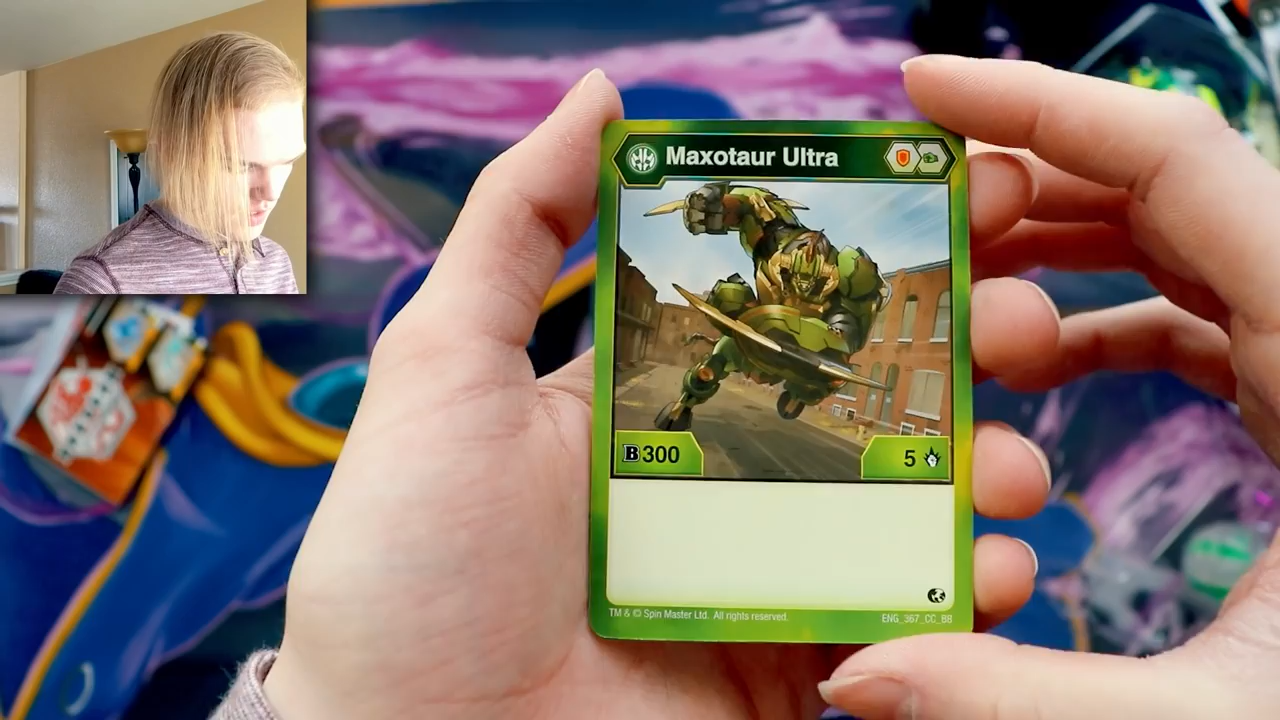 Maxotaur Ultra
B300
5
TM & © Spin Master Ltd. All rights reserved.
ENG_367_CC_BB